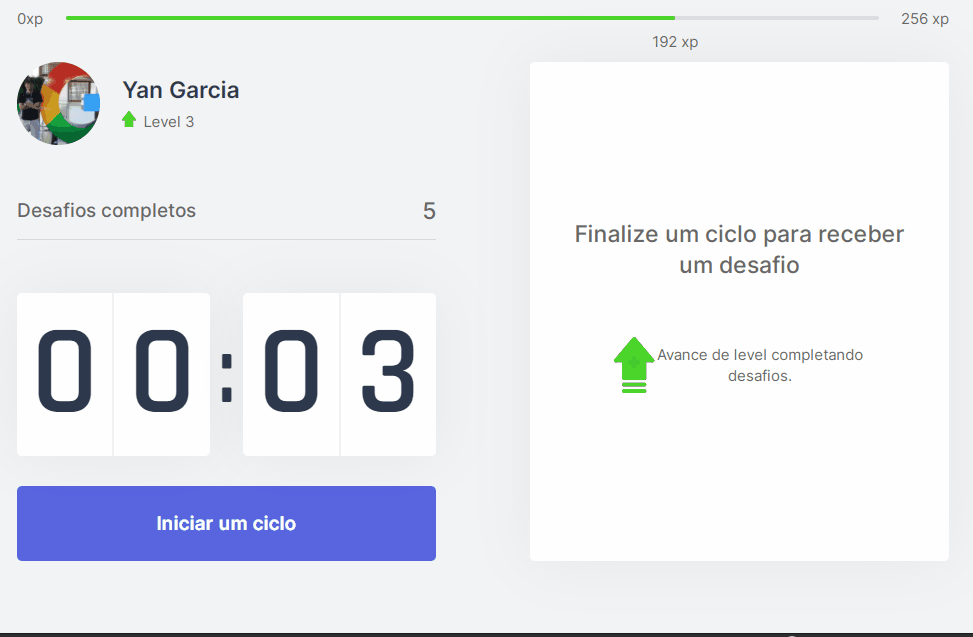 0xp
256 xp
192 xp
Yan Garcia
Level 3
Desafios completos
5
00:03
Iniciar um ciclo
Finalize um ciclo para receber
um desafio
Avance de level completando
desafios.